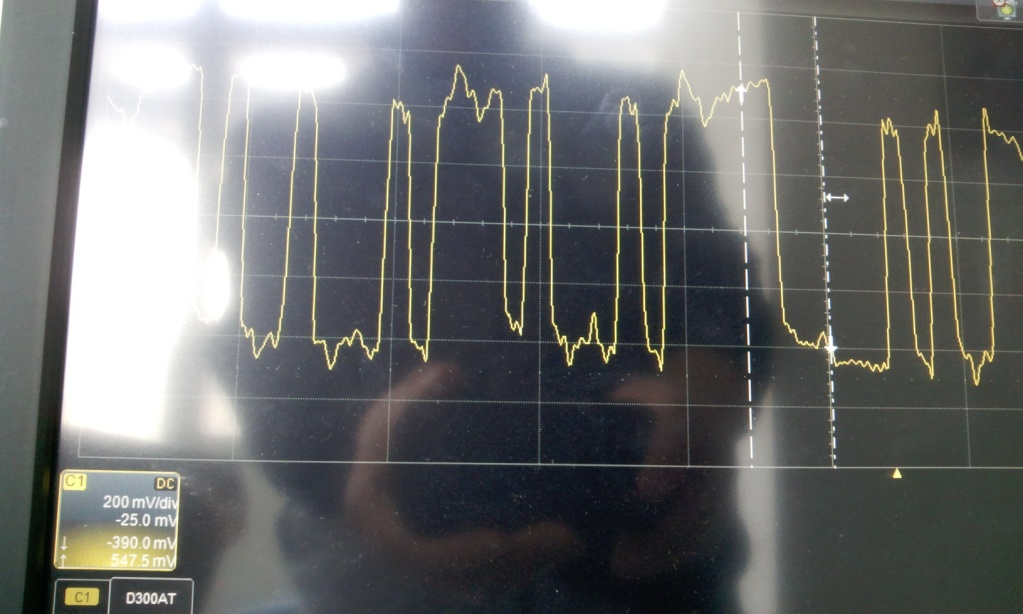 C1 DC
200 mV/div
-25.0 mV
↓ -390.0 mV
↑ 547.5 mV
C1 D300AT